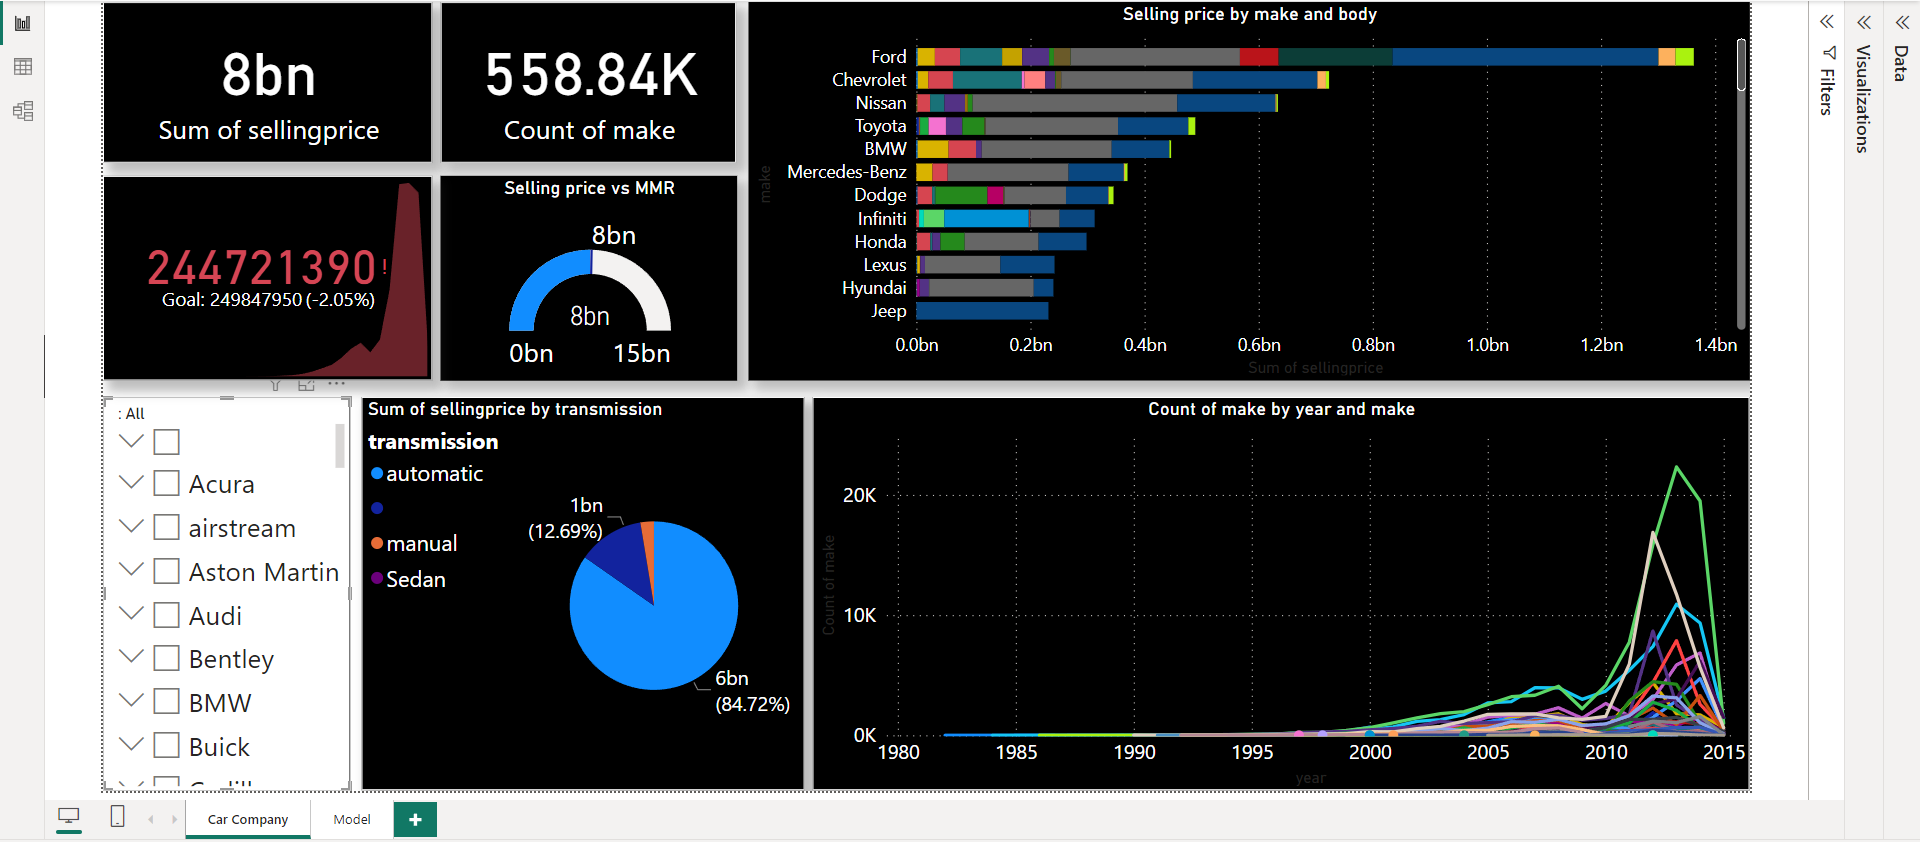 8bn
Sum of sellingprice
558.84K
Count of make
244721390!
Goal: 249847950 (-2.05%)
Selling price vs MMR
8bn
8bn
0bn
15bn
Selling price by make and body
make
Ford
Chevrolet
Nissan
Toyota
BMW
Mercedes-Benz
Dodge
Infiniti
Honda
Lexus
Hyundai
Jeep
0.0bn
0.2bn
0.4bn
0.6bn
0.8bn
1.0bn
1.2bn
1.4bn
Sum of sellingprice
Filters
Visualizations
Data
: All
Acura
airstream
Aston Martin
Audi
Bentley
BMW
Buick
Sum of sellingprice by transmission
transmission
automatic
manual
Sedan
1bn
(12.69%)
6bn
(84.72%)
Count of make by year and make
Count of make
20K
10K
0K
1980
1985
1990
1995
2000
2005
2010
2015
year
Car Company
Model